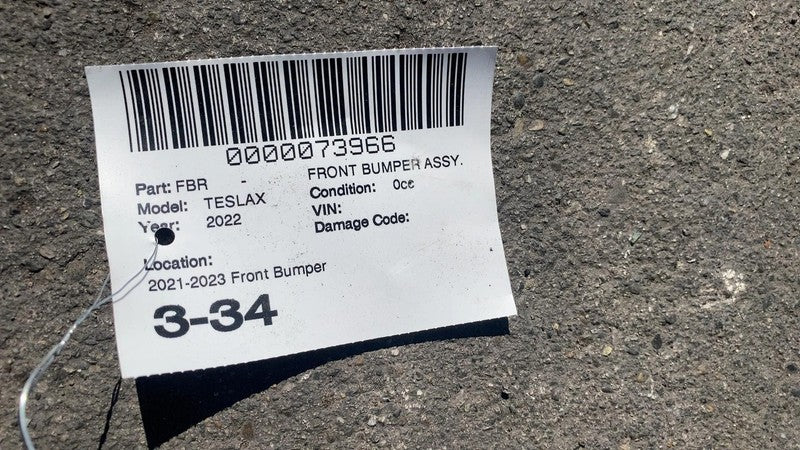 0000073966
Part: FBR - FRONT BUMPER ASSY.
Model: TESLAX Condition: 0cc
Year: 2022 VIN:
Damage Code:
Location:
2021-2023 Front Bumper
3-34